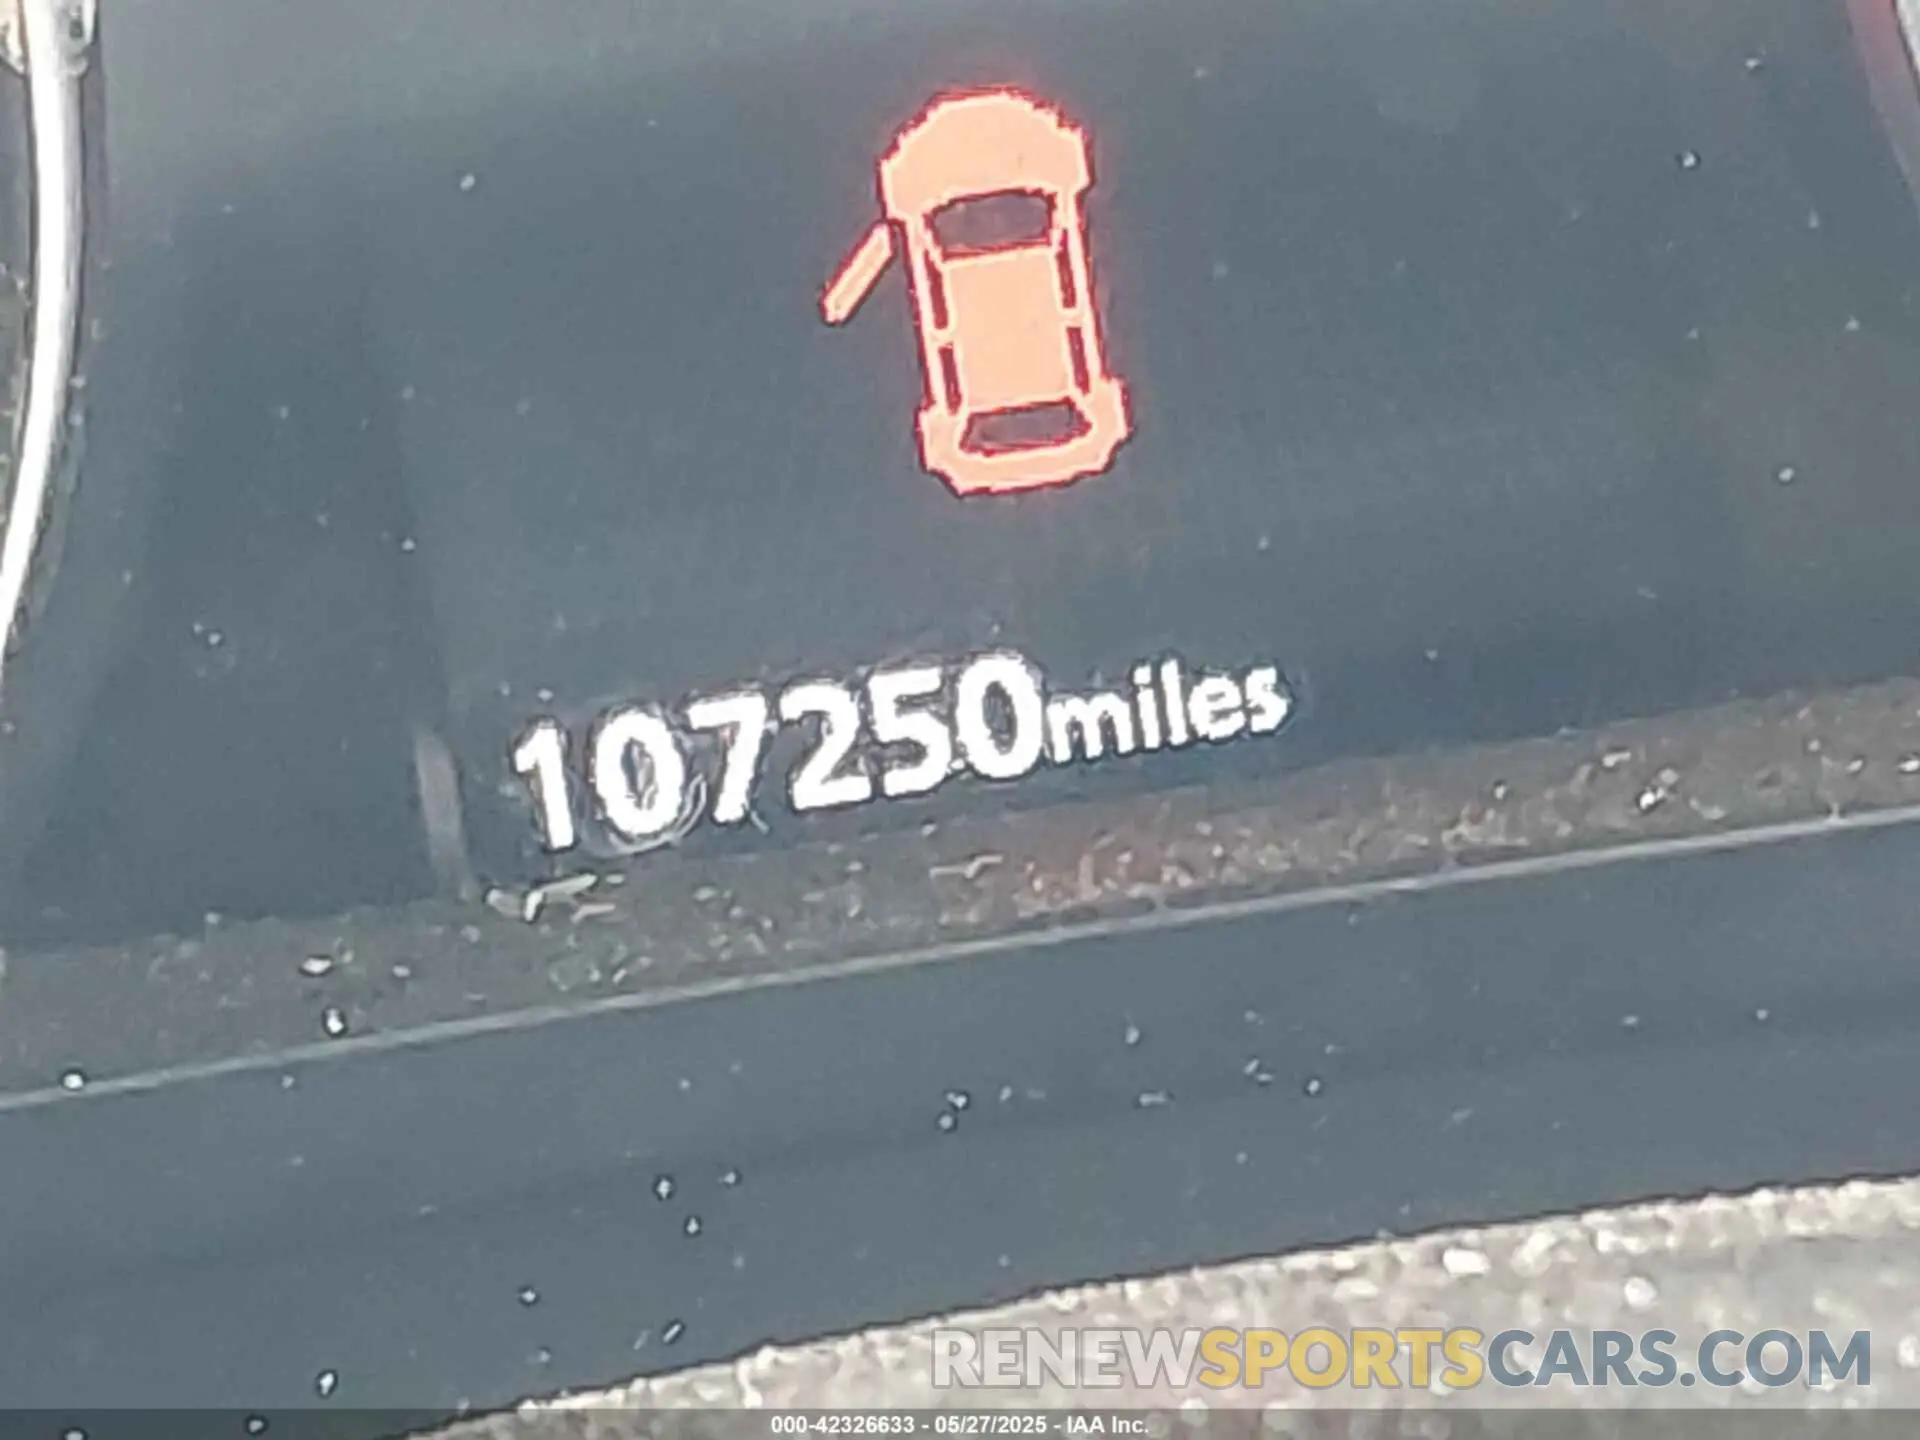 107250miles
RENEWSPORTSCARS.COM
000-42326633 - 05/27/2025 - IAA Inc.